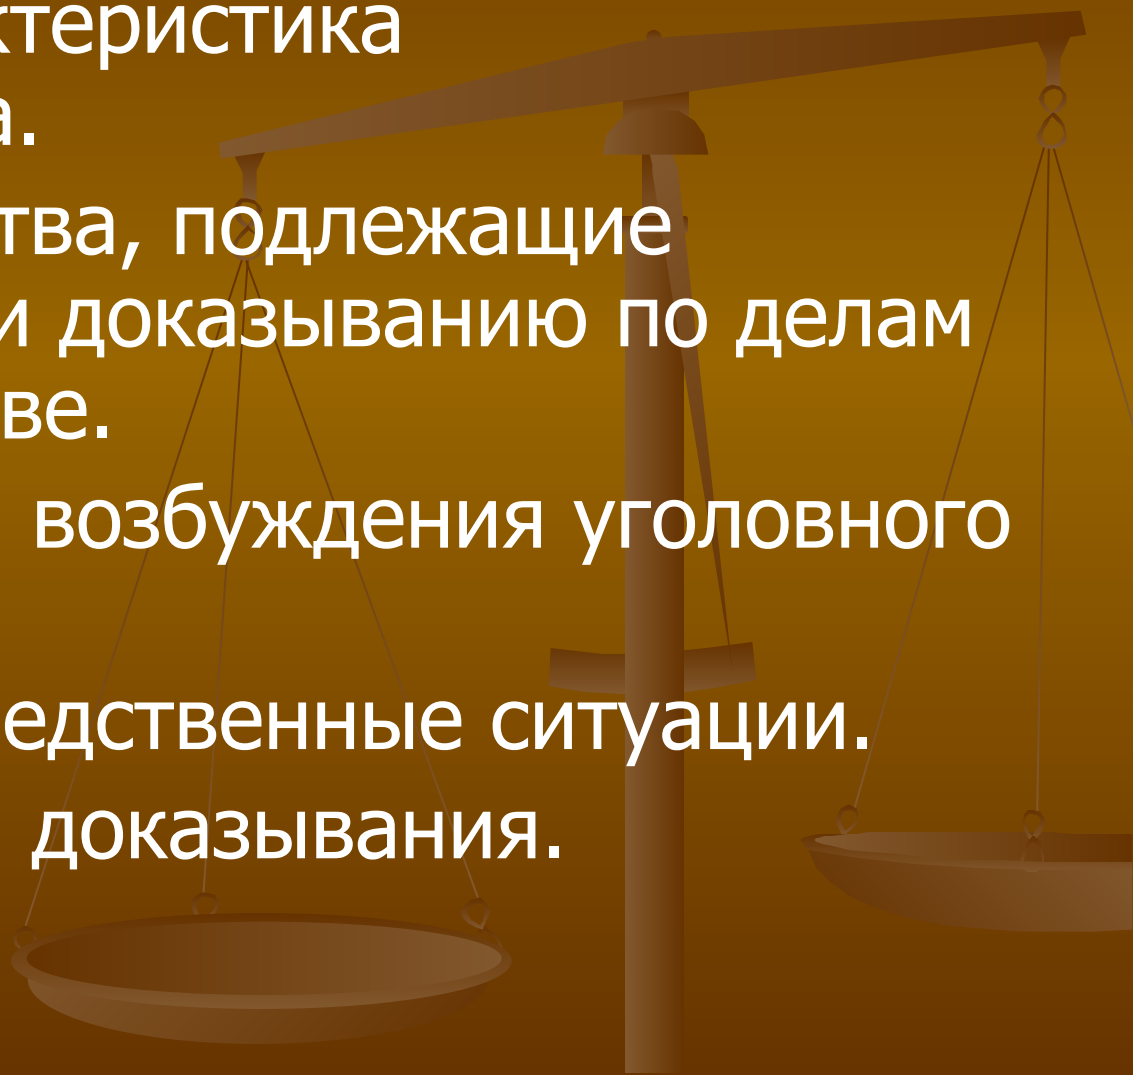 ктеристика
а.
тва, подлежащие
и доказыванию по делам
ве.
возбуждения уголовного
едственные ситуации.
доказывания.